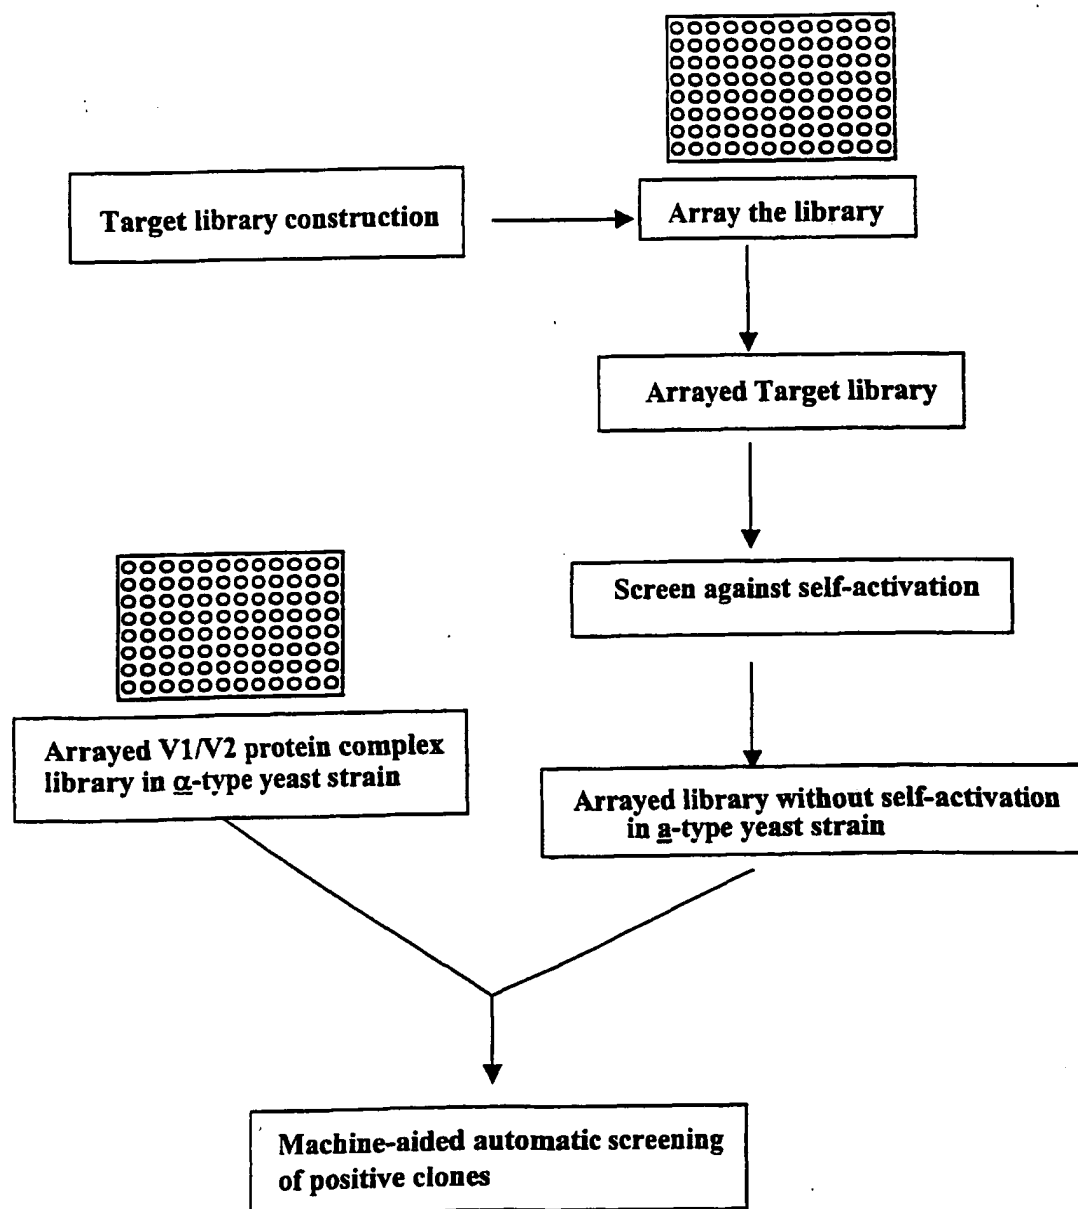 Target library construction
Array the library
Arrayed Target library
Screen against self-activation
Arrayed V1/V2 protein complex
library in α-type yeast strain
Arrayed library without self-activation
in a-type yeast strain
Machine-aided automatic screening
of positive clones